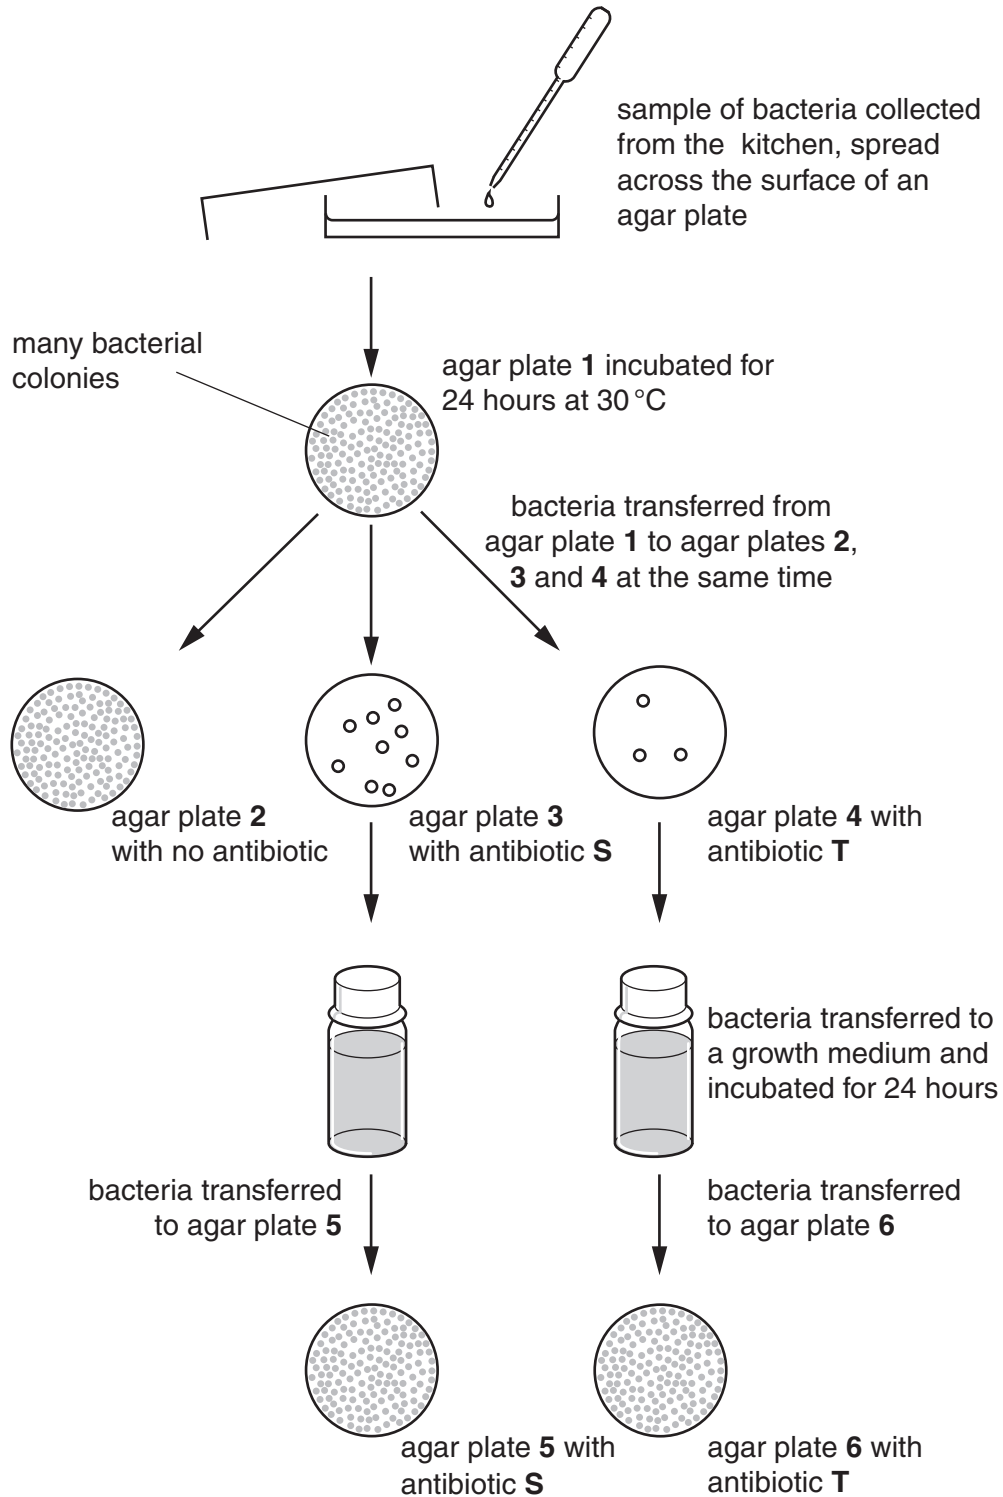 sample of bacteria collected
from the kitchen, spread
across the surface of an
agar plate
many bacterial
colonies
agar plate 1 incubated for
24 hours at 30 °C
bacteria transferred from
agar plate 1 to agar plates 2,
3 and 4 at the same time
agar plate 2
with no antibiotic
agar plate 3
with antibiotic S
agar plate 4 with
antibiotic T
bacteria transferred to
a growth medium and
incubated for 24 hours
bacteria transferred
to agar plate 5
bacteria transferred
to agar plate 6
agar plate 5 with
antibiotic S
agar plate 6 with
antibiotic T